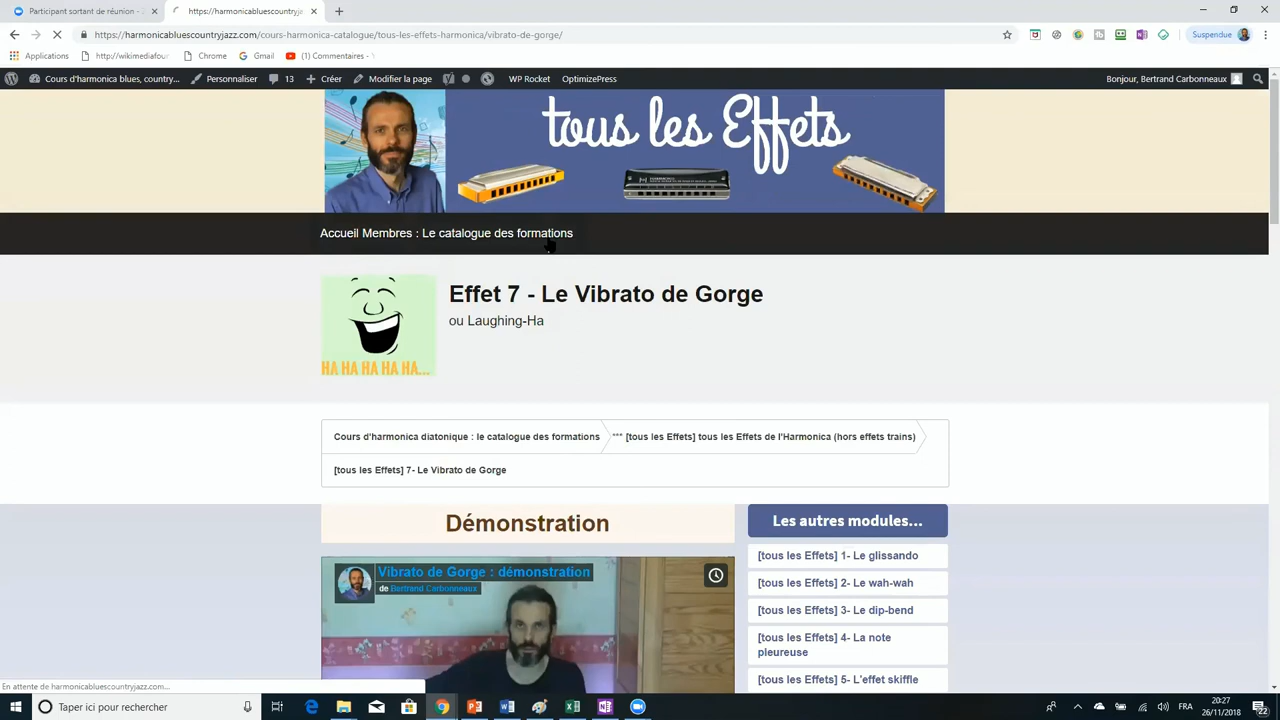 Participant sortant de réunion - 
https://harmonicabluescountryja
https://harmonicabluescountryjazz.com/cours-harmonica-catalogue/tous-les-effets-harmonica/vibrato-de-gorge/
Suspendue
Applications
http://wikimediafou
Chrome
Gmail
(1) Commentaires -
Cours d'harmonica blues, country...
Personnaliser
13
Créer
Modifier la page
WP Rocket
OptimizePress
Bonjour, Bertrand Carbonneaux
tous les Effets
Accueil Membres : Le catalogue des formations
Effet 7 - Le Vibrato de Gorge
ou Laughing-Ha
HA HA HA HA HA...
Cours d'harmonica diatonique : le catalogue des formations
*** [tous les Effets] tous les Effets de l'Harmonica (hors effets trains)
[tous les Effets] 7- Le Vibrato de Gorge
Démonstration
Les autres modules...
Vibrato de Gorge : démonstration
de Bertrand Carbonneaux
[tous les Effets] 1- Le glissando
[tous les Effets] 2- Le wah-wah
[tous les Effets] 3- Le dip-bend
[tous les Effets] 4- La note
pleureuse
[tous les Effets] 5- L'effet skiffle
En attente de harmonicabluescountryjazz.com...
Taper ici pour rechercher
FRA
20:27
26/11/2018
22